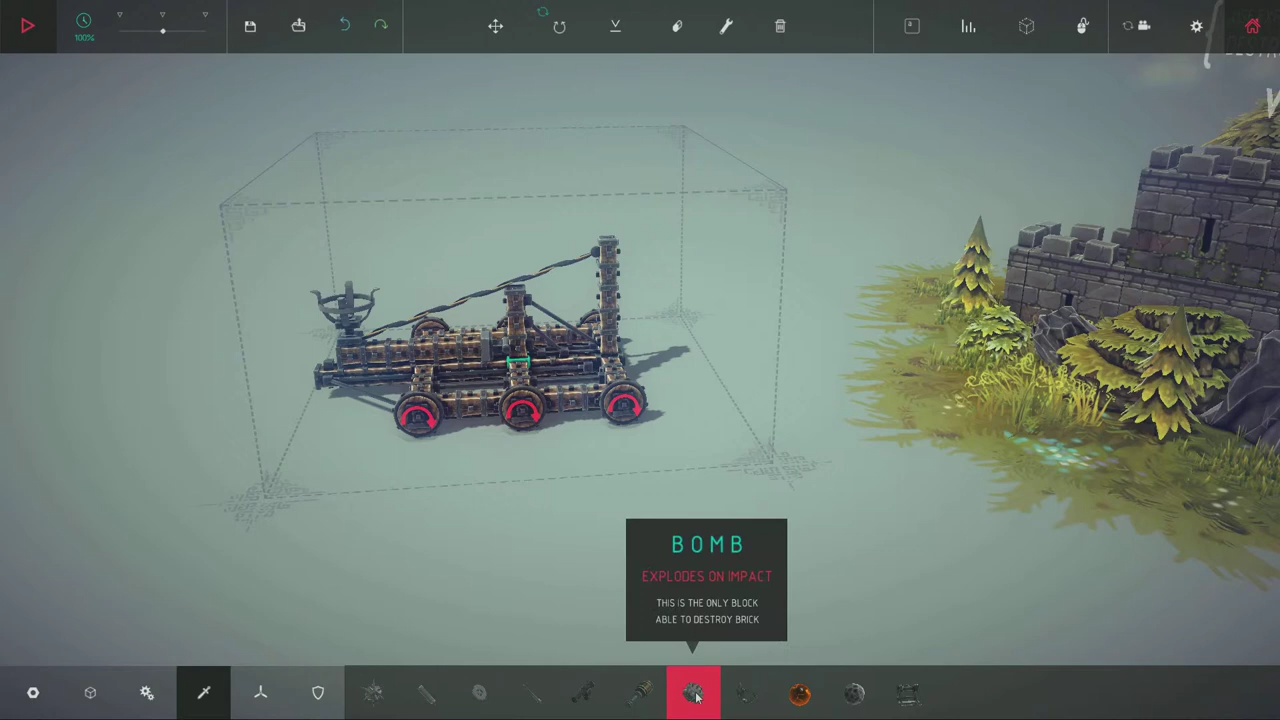 100%
BOMB
EXPLODES ON IMPACT
THIS IS THE ONLY BLOCK
ABLE TO DESTROY BRICK